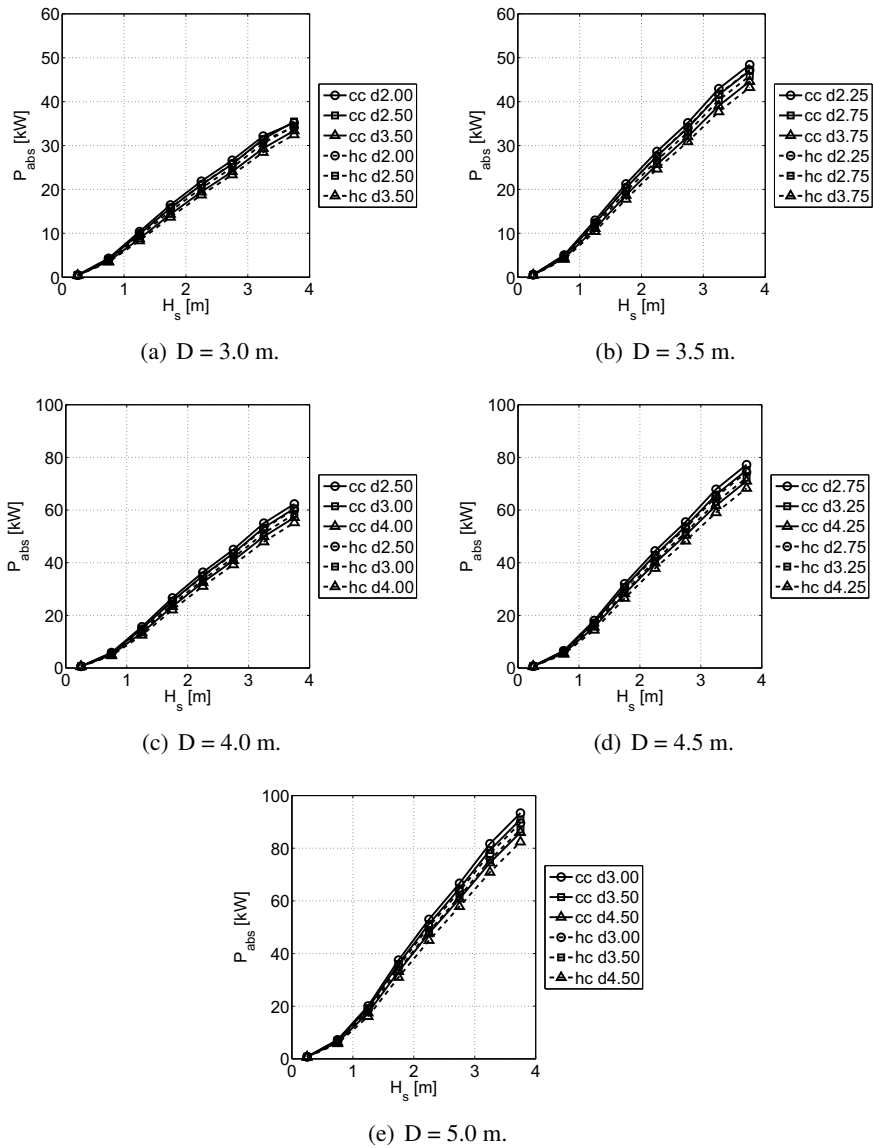 60
50
40
30
20
10
0
0 1 2 3 4
P_abs [kW]
H_s [m]
cc d2.00
cc d2.50
cc d3.50
hc d2.00
hc d2.50
hc d3.50
(a) D = 3.0 m.
60
50
40
30
20
10
0
0 1 2 3 4
P_abs [kW]
H_s [m]
cc d2.25
cc d2.75
cc d3.75
hc d2.25
hc d2.75
hc d3.75
(b) D = 3.5 m.
100
80
60
40
20
0
0 1 2 3 4
P_abs [kW]
H_s [m]
cc d2.50
cc d3.00
cc d4.00
hc d2.50
hc d3.00
hc d4.00
(c) D = 4.0 m.
100
80
60
40
20
0
0 1 2 3 4
P_abs [kW]
H_s [m]
cc d2.75
cc d3.25
cc d4.25
hc d2.75
hc d3.25
hc d4.25
(d) D = 4.5 m.
100
80
60
40
20
0
0 1 2 3 4
P_abs [kW]
H_s [m]
cc d3.00
cc d3.50
cc d4.50
hc d3.00
hc d3.50
hc d4.50
(e) D = 5.0 m.